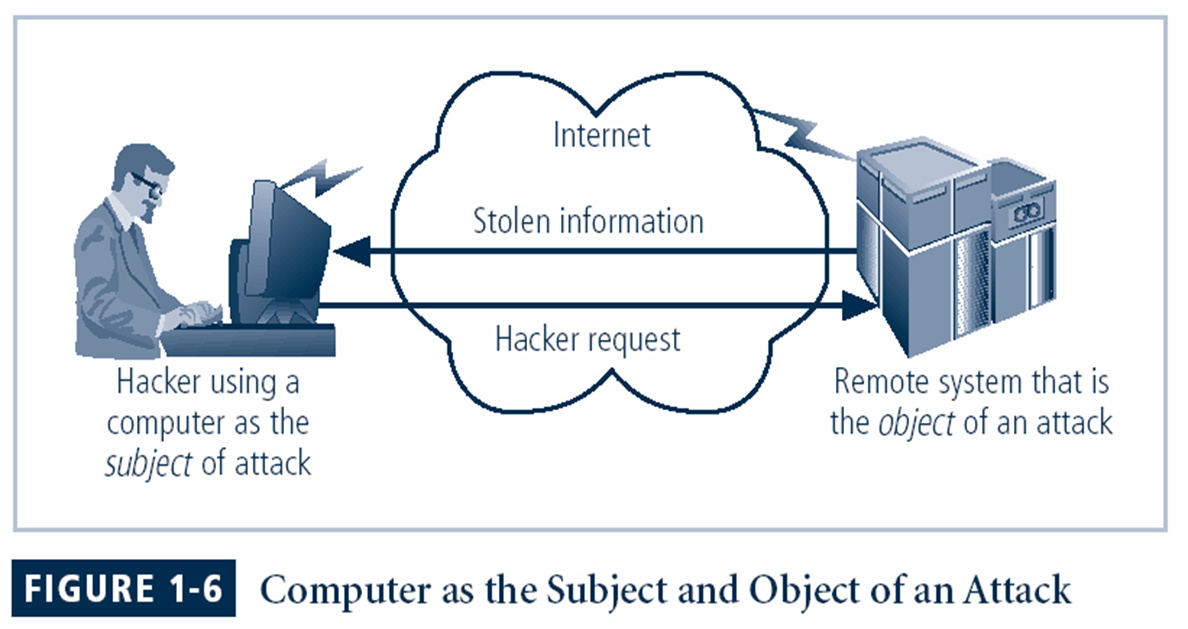 Internet
Stolen information
Hacker request
Hacker using a
computer as the
subject of attack
Remote system that is
the object of an attack
FIGURE 1-6 Computer as the Subject and Object of an Attack